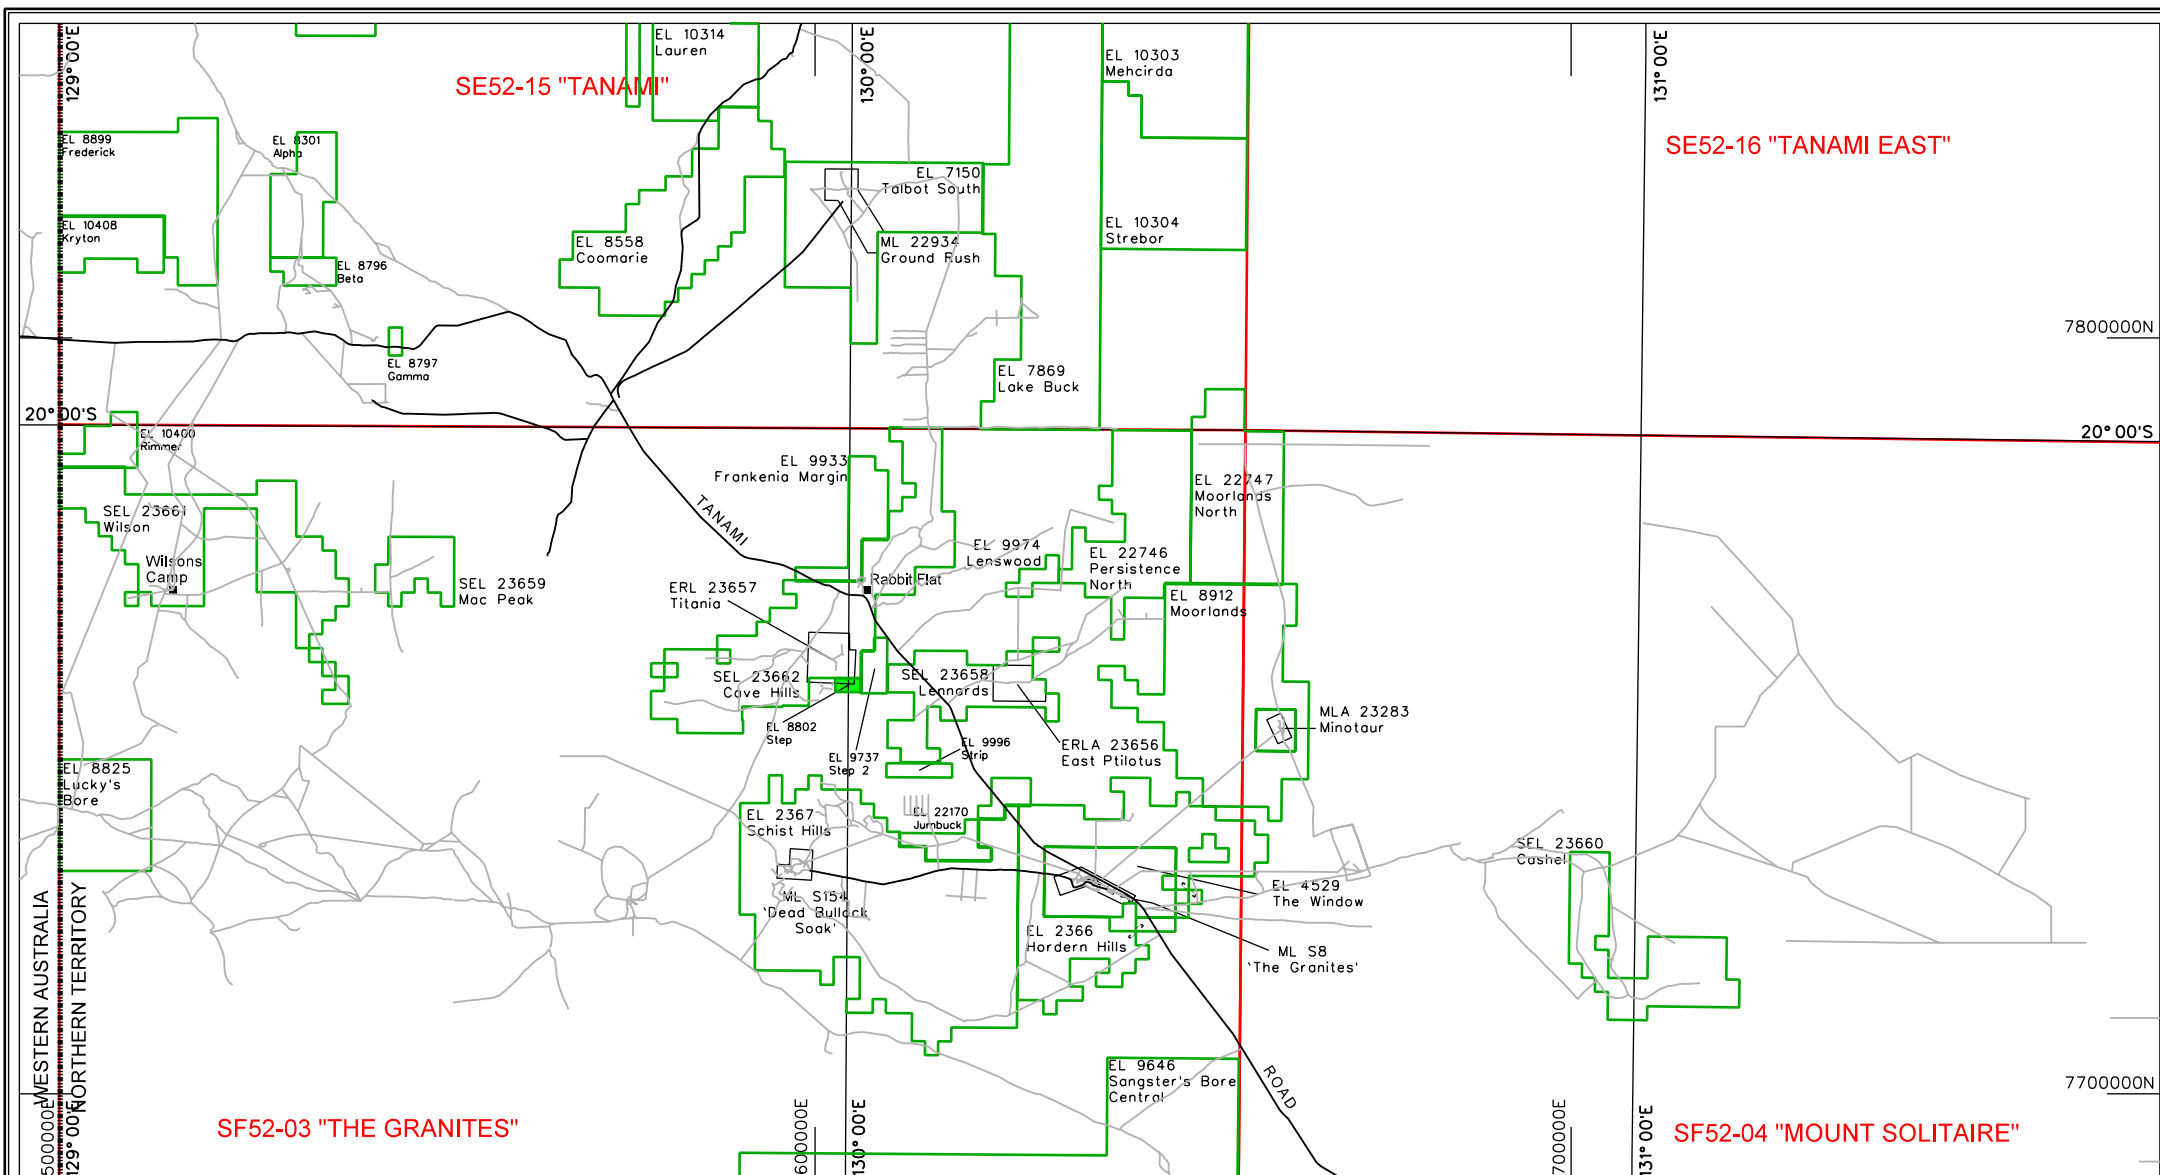 129° 00'E
EL 10314
Lauren
130° 00'E
EL 10303
Mehcirda
131° 00'E
SE52-15 "TANAMI"
SE52-16 "TANAMI EAST"
EL 8899
Frederick
EL 8301
Alpha
EL 7150
Talbot South
EL 10408
Kryton
EL 10304
Strebor
EL 8558
Coomarie
ML 22934
Ground Rush
EL 8796
Beta
7800000N
EL 8797
Gamma
EL 7869
Lake Buck
20° 00'S
20° 00'S
EL 10400
Rimmer
EL 9933
Frankenia Margin
EL 22747
Moorlands
North
SEL 23661
Wilson
TANAMI
Wilsons
Camp
EL 9974
Lenswood
EL 22746
Persistence
North
SEL 23659
Mac Peak
ERL 23657
Titania
Rabbit Flat
EL 8912
Moorlands
SEL 23662
Cave Hills
SEL 23658
Lennards
MLA 23283
Minotaur
EL 8802
Step
EL 9737
Step 2
EL 9996
Strip
ERLA 23656
East Ptilotus
EL 8825
Lucky's
Bore
EL 2367
Schist Hills
EL 22170
Jumbuck
SEL 23660
Cashel
ML S154
'Dead Bullock
Soak'
EL 4529
The Window
EL 2366
Hordern Hills
ML S8
'The Granites'
WESTERN AUSTRALIA
NORTHERN TERRITORY
EL 9646
Sangster's Bore
Central
ROAD
7700000N
SF52-03 "THE GRANITES"
SF52-04 "MOUNT SOLITAIRE"
500000E
129° 00'E
600000E
130° 00'E
700000E
131° 00'E